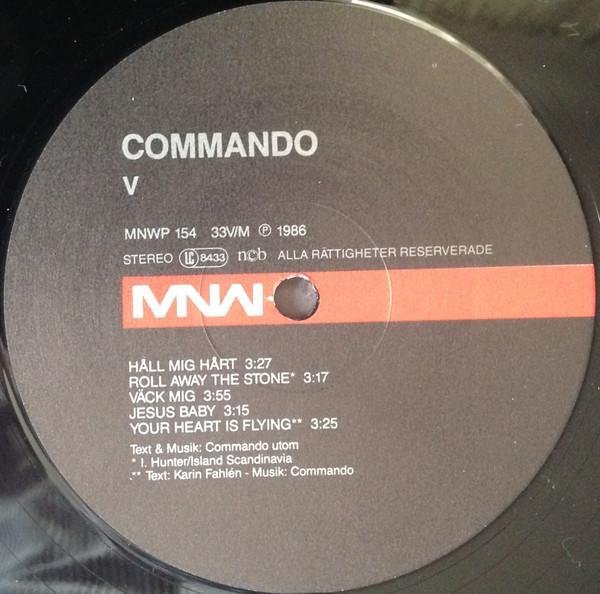 COMMANDO
V
MNWP 154 33V/M ℗ 1986
STEREO LC 8433 n©b ALLA RÄTTIGHETER RESERVERADE
MNW
HÅLL MIG HÅRT 3:27
ROLL AWAY THE STONE* 3:17
VÄCK MIG 3:55
JESUS BABY 3:15
YOUR HEART IS FLYING** 3:25
Text & Musik: Commando utom
* I. Hunter/Island Scandinavia
** Text: Karin Fahlén - Musik: Commando